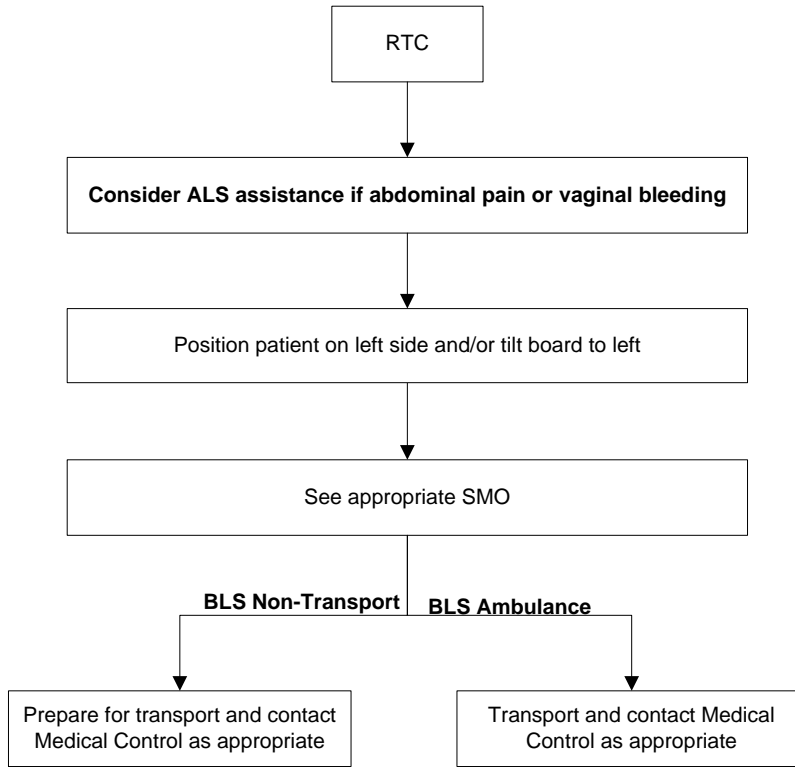 RTC
Consider ALS assistance if abdominal pain or vaginal bleeding
Position patient on left side and/or tilt board to left
See appropriate SMO
BLS Non-Transport
BLS Ambulance
Prepare for transport and contact
Medical Control as appropriate
Transport and contact Medical
Control as appropriate